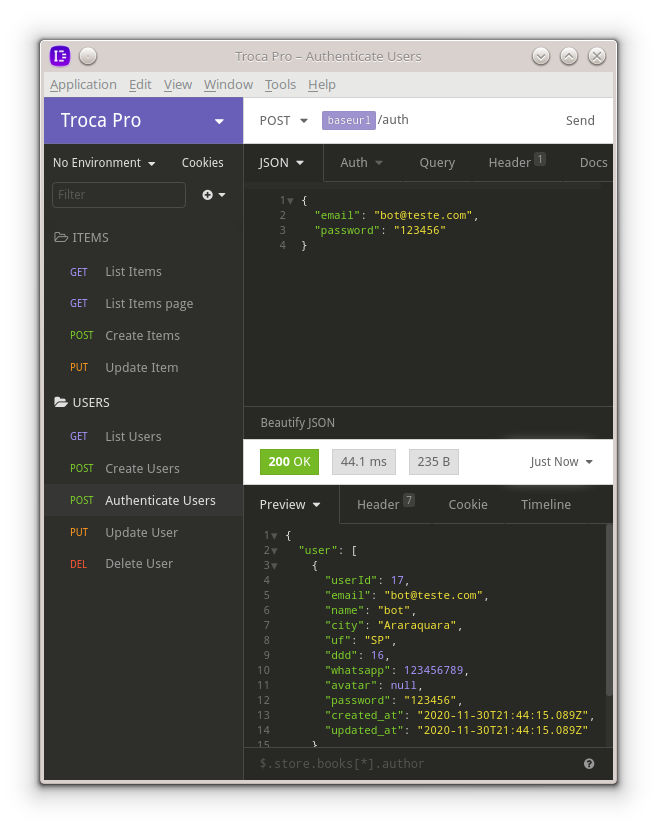 Troca Pro – Authenticate Users
Application Edit View Window Tools Help
Troca Pro
POST baseurl /auth Send
No Environment Cookies
Filter
JSON Auth Query Header 1 Docs
ITEMS
GET List Items
GET List Items page
POST Create Items
PUT Update Item
USERS
GET List Users
POST Create Users
POST Authenticate Users
PUT Update User
DEL Delete User
1 {
2 "email": "bot@teste.com",
3 "password": "123456"
4 }
Beautify JSON
200 OK 44.1 ms 235 B Just Now
Preview Header 7 Cookie Timeline
1 {
2 "user": [
3 {
4 "userId": 17,
5 "email": "bot@teste.com",
6 "name": "bot",
7 "city": "Araraquara",
8 "uf": "SP",
9 "ddd": 16,
10 "whatsapp": 123456789,
11 "avatar": null,
12 "password": "123456",
13 "created_at": "2020-11-30T21:44:15.089Z",
14 "updated_at": "2020-11-30T21:44:15.089Z"
15 }
$.store.books[*].author